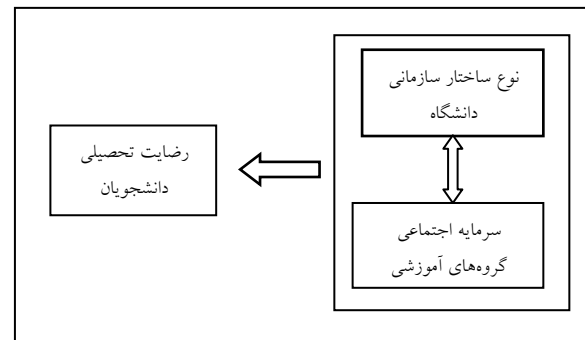 نوع ساختار سازمانی
دانشگاه
سرمایه اجتماعی
گروه‌های آموزشی
رضایت تحصیلی
دانشجویان